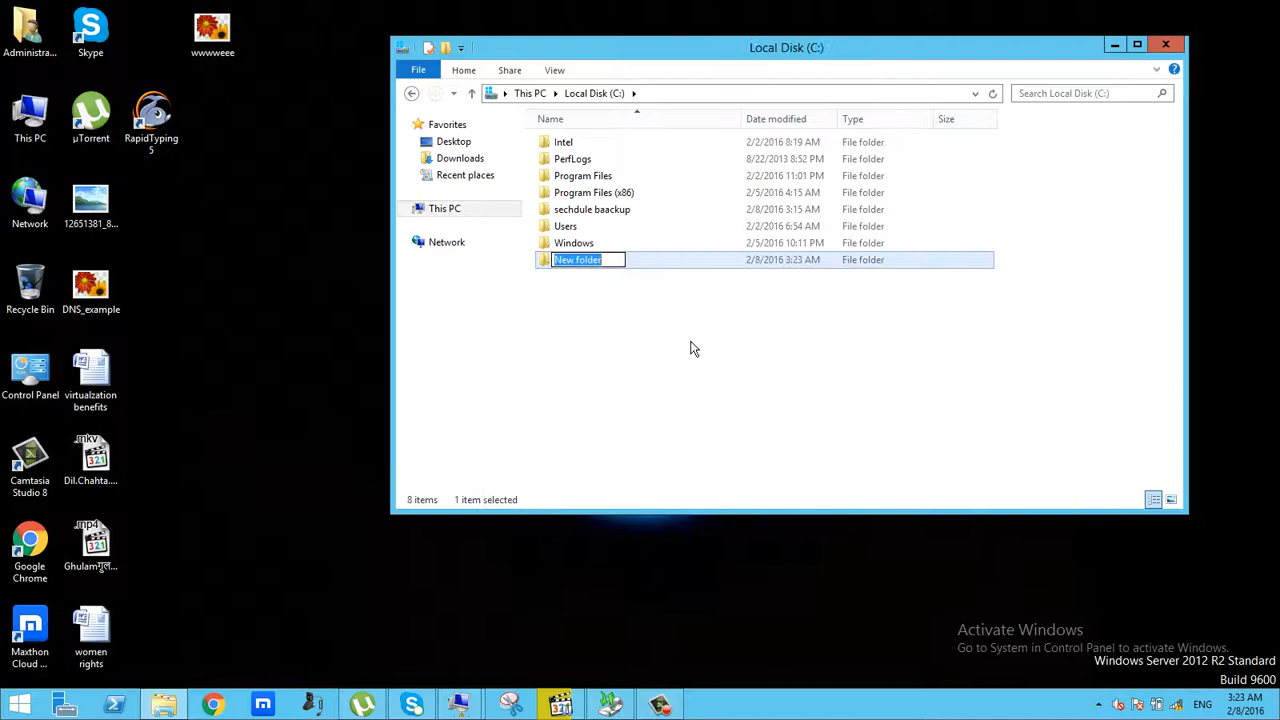 Administra...
Skype
wwwweee
This PC
µTorrent
RapidTyping
5
Network
12651381_8...
Recycle Bin
DNS_example
Control Panel
virtualzation
benefits
.mkv
321
Camtasia
Studio 8
Dil.Chahta....
.mp4
321
Google
Chrome
Ghulamगुल...
Maxthon
Cloud ...
women
rights
Local Disk (C:)
File
Home
Share
View
This PC
Local Disk (C:)
Search Local Disk (C:)
Favorites
Desktop
Downloads
Recent places
This PC
Network
Name
Date modified
Type
Size
Intel
2/2/2016 8:19 AM
File folder
PerfLogs
8/22/2013 8:52 PM
File folder
Program Files
2/2/2016 11:01 PM
File folder
Program Files (x86)
2/5/2016 4:15 AM
File folder
sechdule baackup
2/8/2016 3:15 AM
File folder
Users
2/2/2016 6:54 AM
File folder
Windows
2/5/2016 10:11 PM
File folder
New folder
2/8/2016 3:23 AM
File folder
8 items
1 item selected
Activate Windows
Go to System in Control Panel to activate Windows.
Windows Server 2012 R2 Standard
Build 9600
321
ENG
3:23 AM
2/8/2016